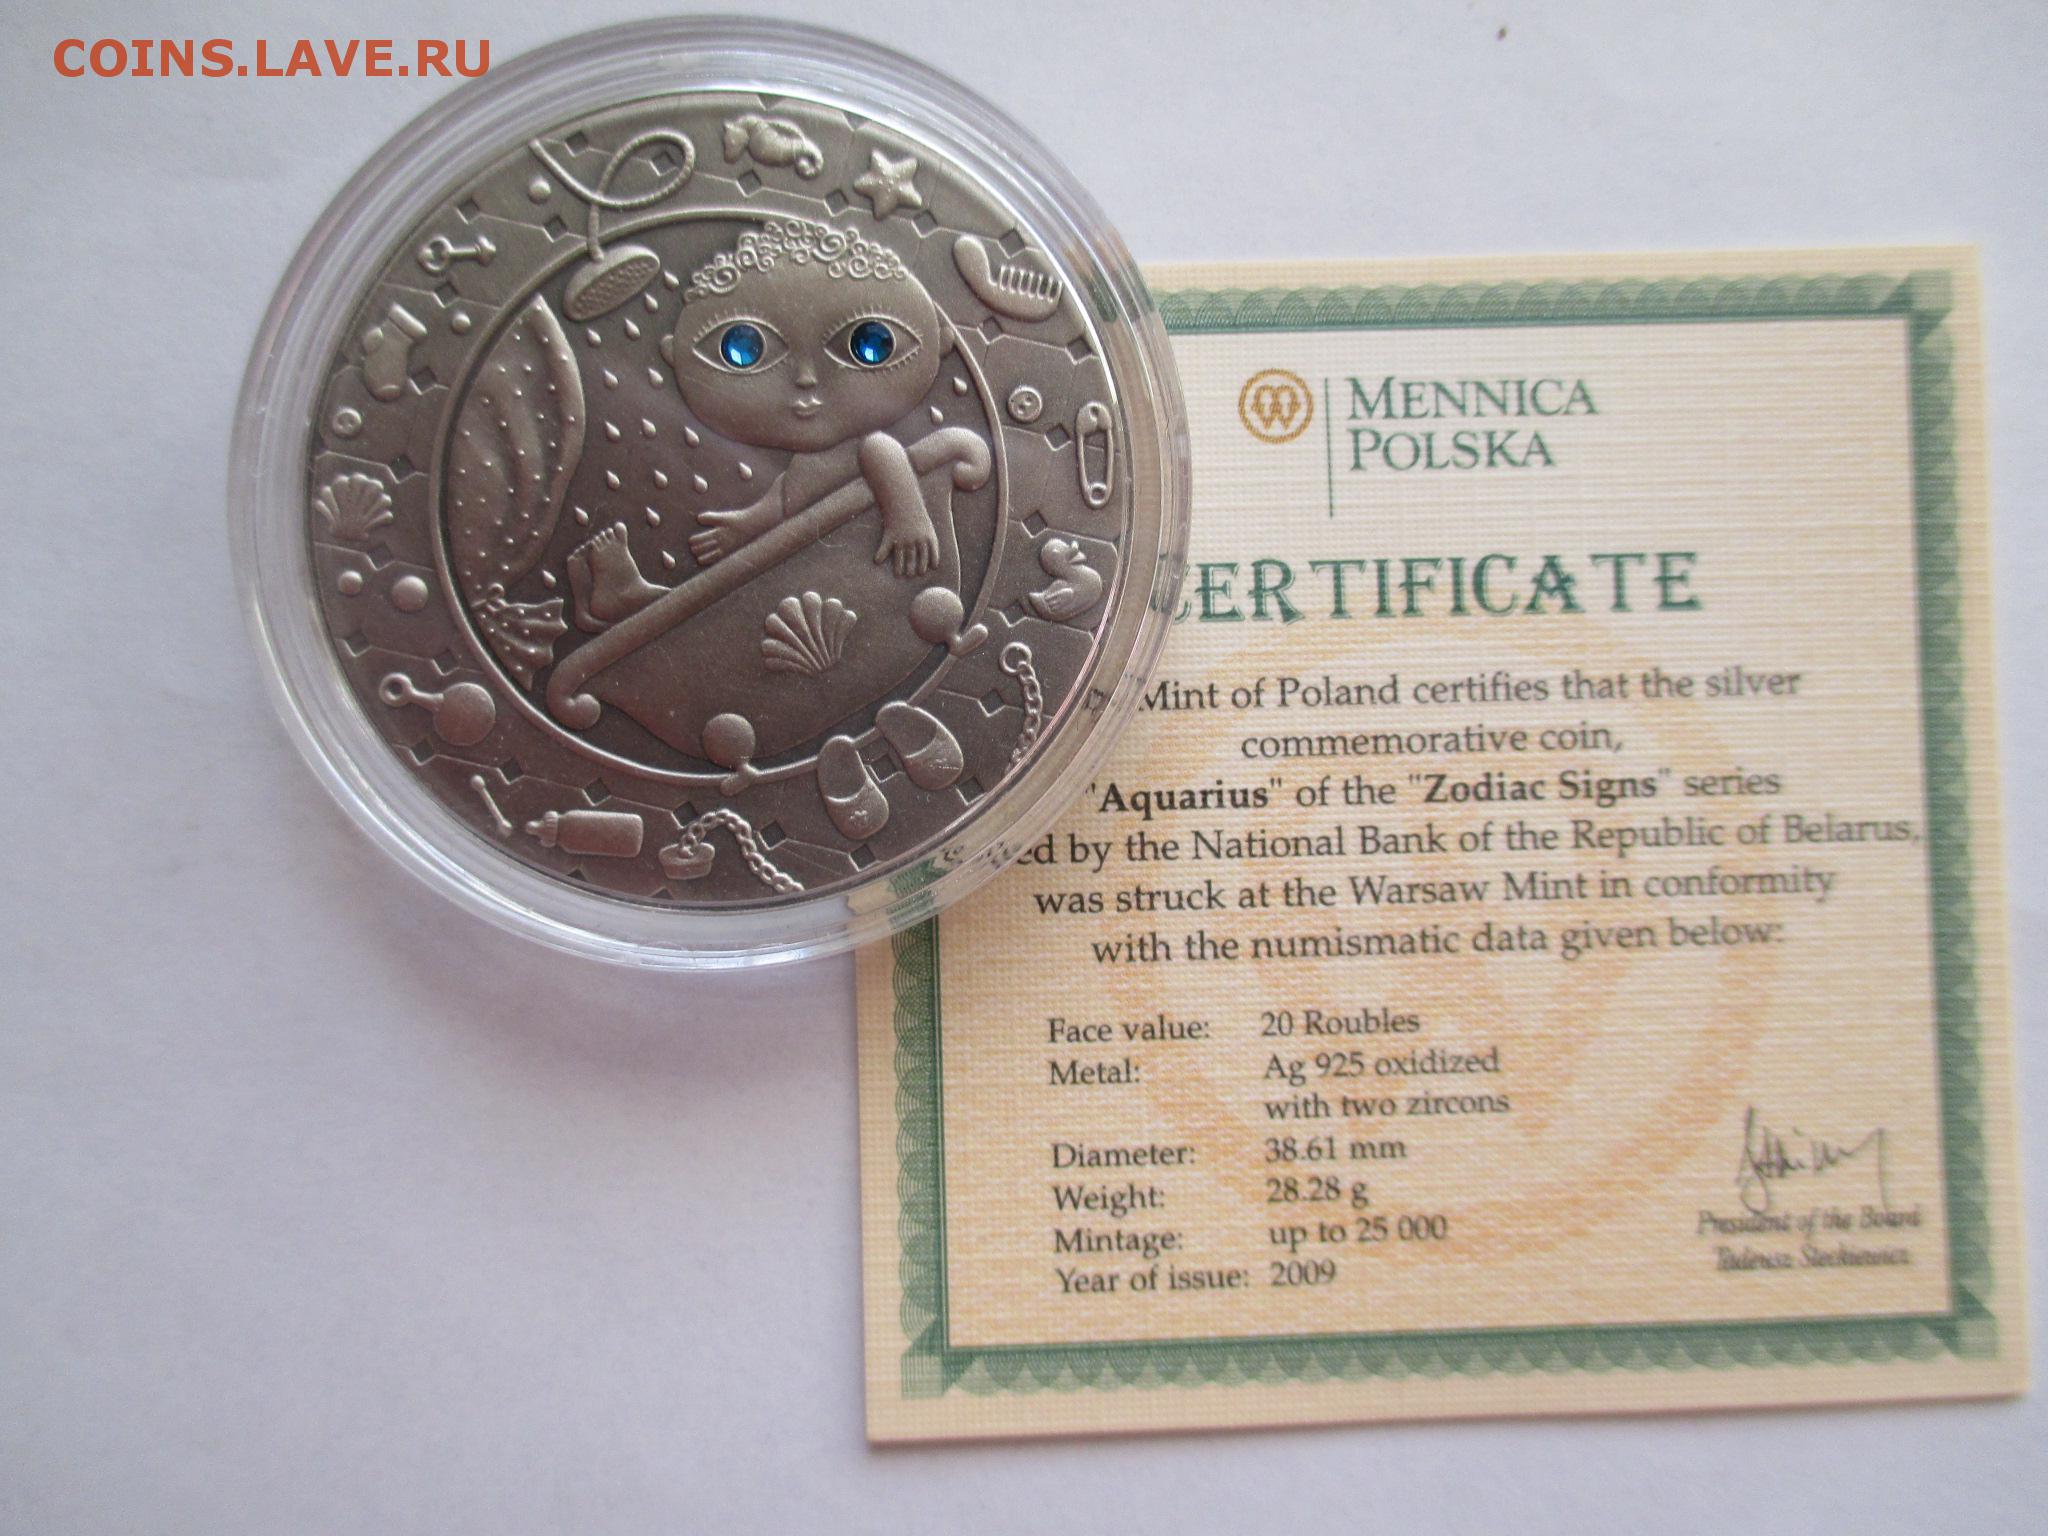 COINS.LAVE.RU
MENNICA
POLSKA
CERTIFICATE
Mint of Poland certifies that the silver
commemorative coin,
"Aquarius" of the "Zodiac Signs" series
by the National Bank of the Republic of Belarus,
was struck at the Warsaw Mint in conformity
with the numismatic data given below:
Face value: 20 Roubles
Metal: Ag 925 oxidized
with two zircons
Diameter: 38.61 mm
Weight: 28.28 g
Mintage: up to 25 000
Year of issue: 2009
President of the Board
Tadeusz Steckiewicz